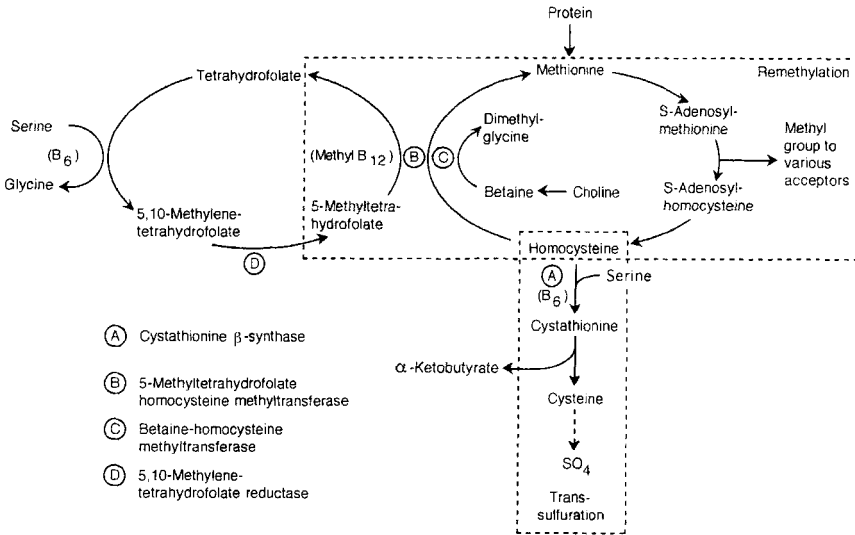 Protein
Tetrahydrofolate
Methionine
Remethylation
Serine
(B6)
Glycine
Dimethyl-
glycine
S-Adenosyl-
methionine
Methyl
group to
various
acceptors
(Methyl B12)
B
C
5,10-Methylene-
tetrahydrofolate
5-Methyltetra-
hydrofolate
Betaine
Choline
S-Adenosyl-
homocysteine
D
Homocysteine
A
(B6)
Serine
Cystathionine
α-Ketobutyrate
Cysteine
SO4
Trans-
sulfuration
A Cystathionine β-synthase
B 5-Methyltetrahydrofolate
homocysteine methyltransferase
C Betaine-homocysteine
methyltransferase
D 5,10-Methylene-
tetrahydrofolate reductase